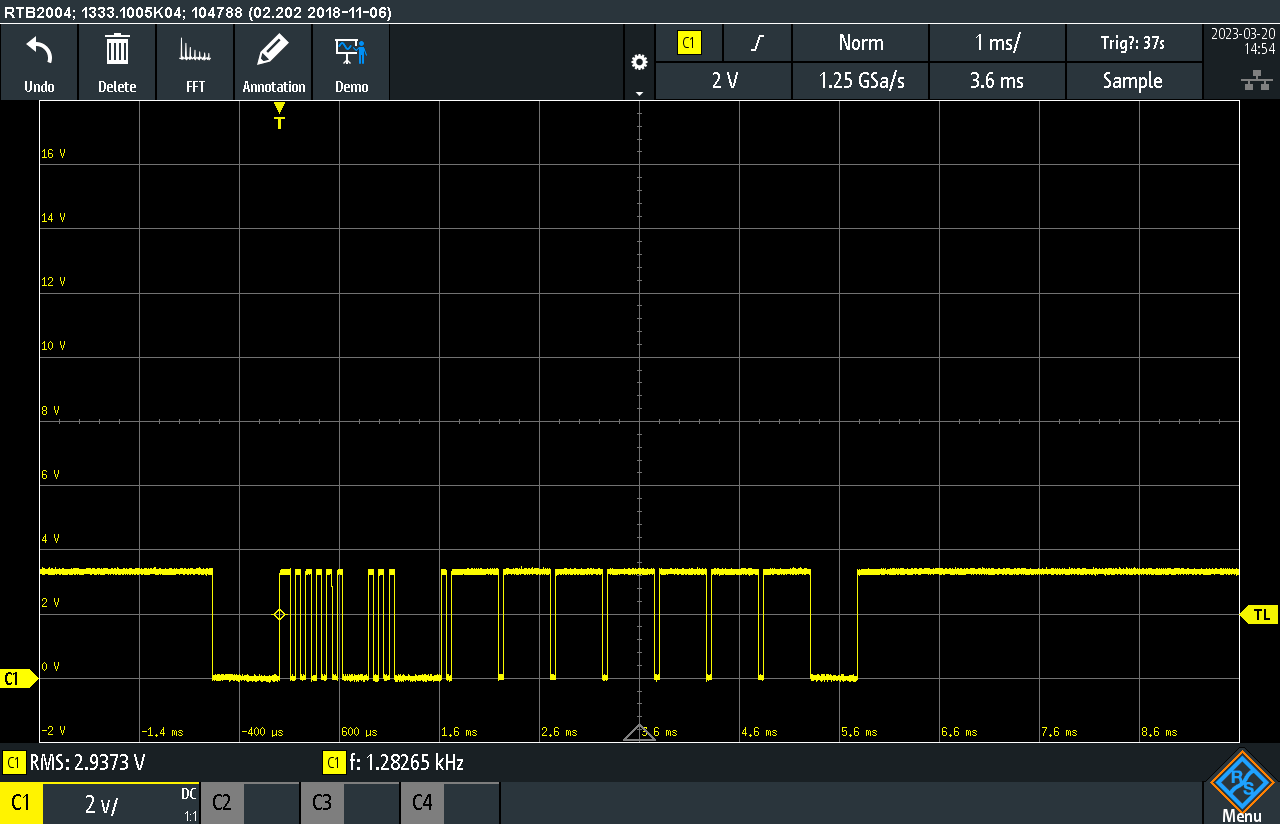 RTB2004; 1333.1005K04; 104788 (02.202 2018-11-06)
Undo
Delete
FFT
Annotation
Demo
C1
Norm
1 ms/
Trig?: 37s
2023-03-20
14:54
2 V
1.25 GSa/s
3.6 ms
Sample
T
16 V
14 V
12 V
10 V
8 V
6 V
4 V
2 V
TL
0 V
C1
-2 V
-1.4 ms
-400 µs
600 µs
1.6 ms
2.6 ms
3.6 ms
4.6 ms
5.6 ms
6.6 ms
7.6 ms
8.6 ms
C1 RMS: 2.9373 V
C1 f: 1.28265 kHz
C1
2 V/
DC
1:1
C2
C3
C4
R&S
Menu